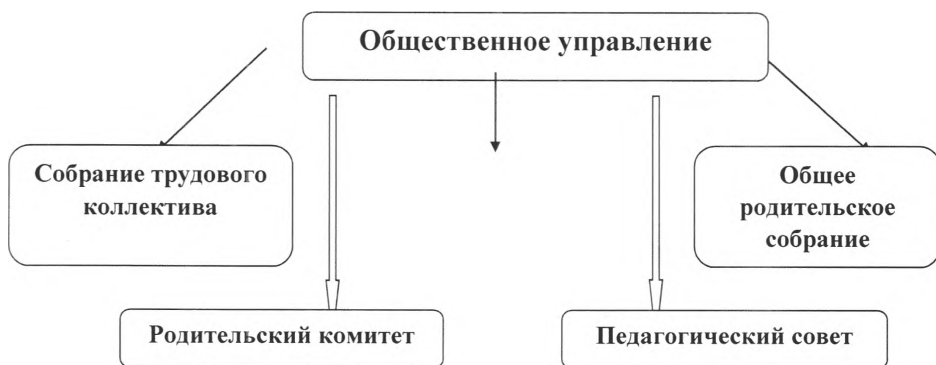 Общественное управление
Собрание трудового
коллектива
Общее
родительское
собрание
Родительский комитет
Педагогический совет